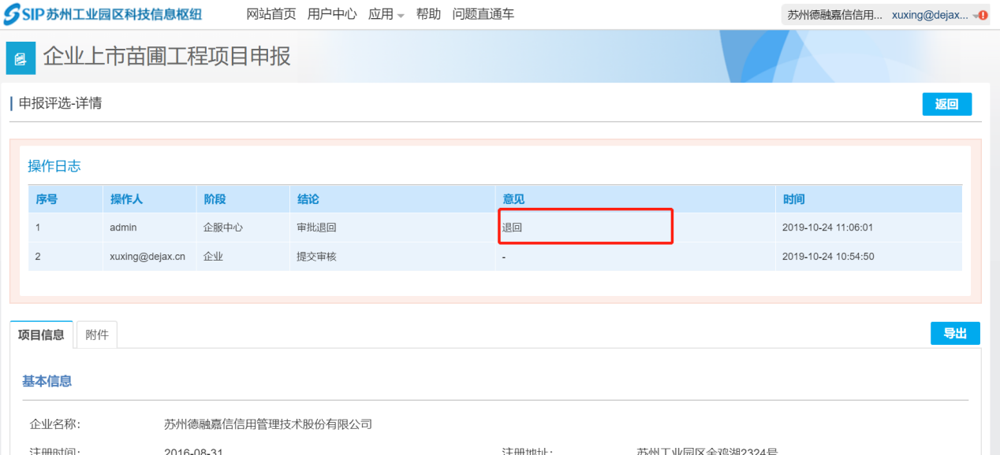 SIP苏州工业园区科技信息枢纽 网站首页 用户中心 应用 帮助 问题直通车 苏州德融嘉信信用... xuxing@dejax...
企业上市苗圃工程项目申报
申报评选-详情 返回
操作日志
序号 操作人 阶段 结论 意见 时间
1 admin 企服中心 审批退回 退回 2019-10-24 11:06:01
2 xuxing@dejax.cn 企业 提交审核 - 2019-10-24 10:54:50
项目信息 附件 导出
基本信息
企业名称: 苏州德融嘉信信用管理技术股份有限公司
注册时间: 2016-08-31 注册地址: 苏州工业园区金鸡湖2324号